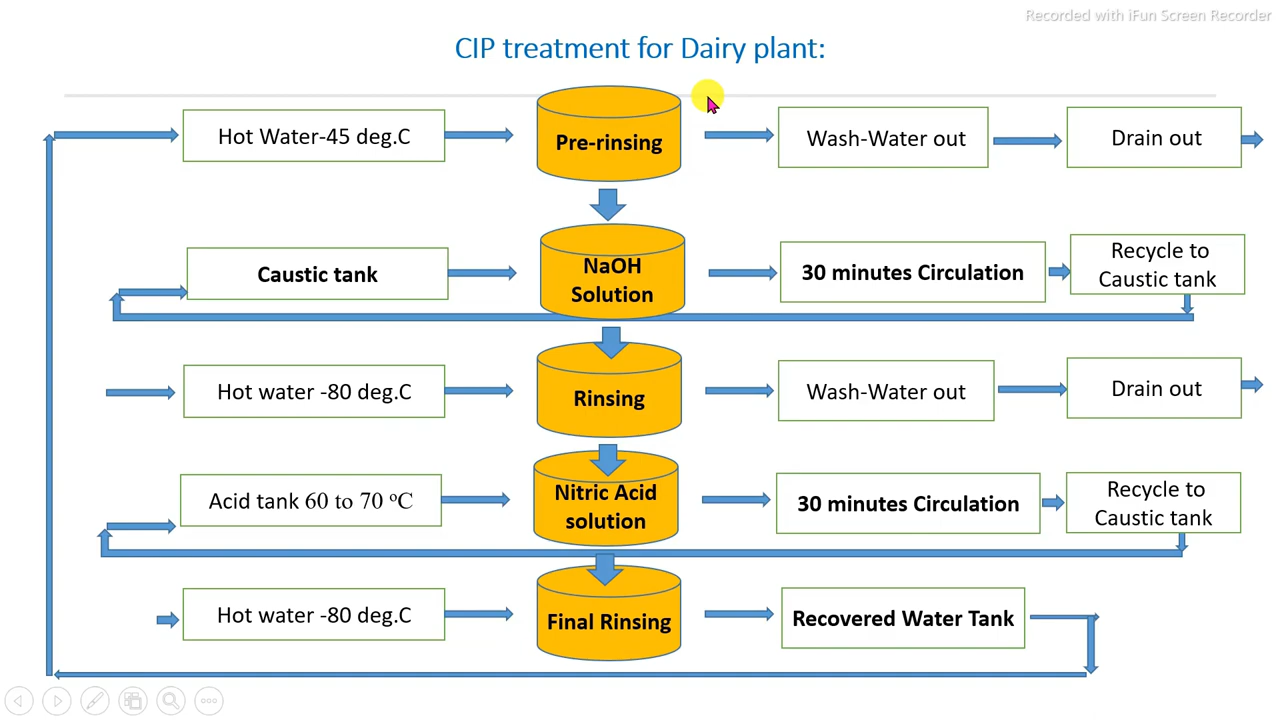 Recorded with iFun Screen Recorder
CIP treatment for Dairy plant:
Hot Water-45 deg.C
Pre-rinsing
Wash-Water out
Drain out
Caustic tank
NaOH
Solution
30 minutes Circulation
Recycle to
Caustic tank
Hot water -80 deg.C
Rinsing
Wash-Water out
Drain out
Acid tank 60 to 70 °C
Nitric Acid
solution
30 minutes Circulation
Recycle to
Caustic tank
Hot water -80 deg.C
Final Rinsing
Recovered Water Tank